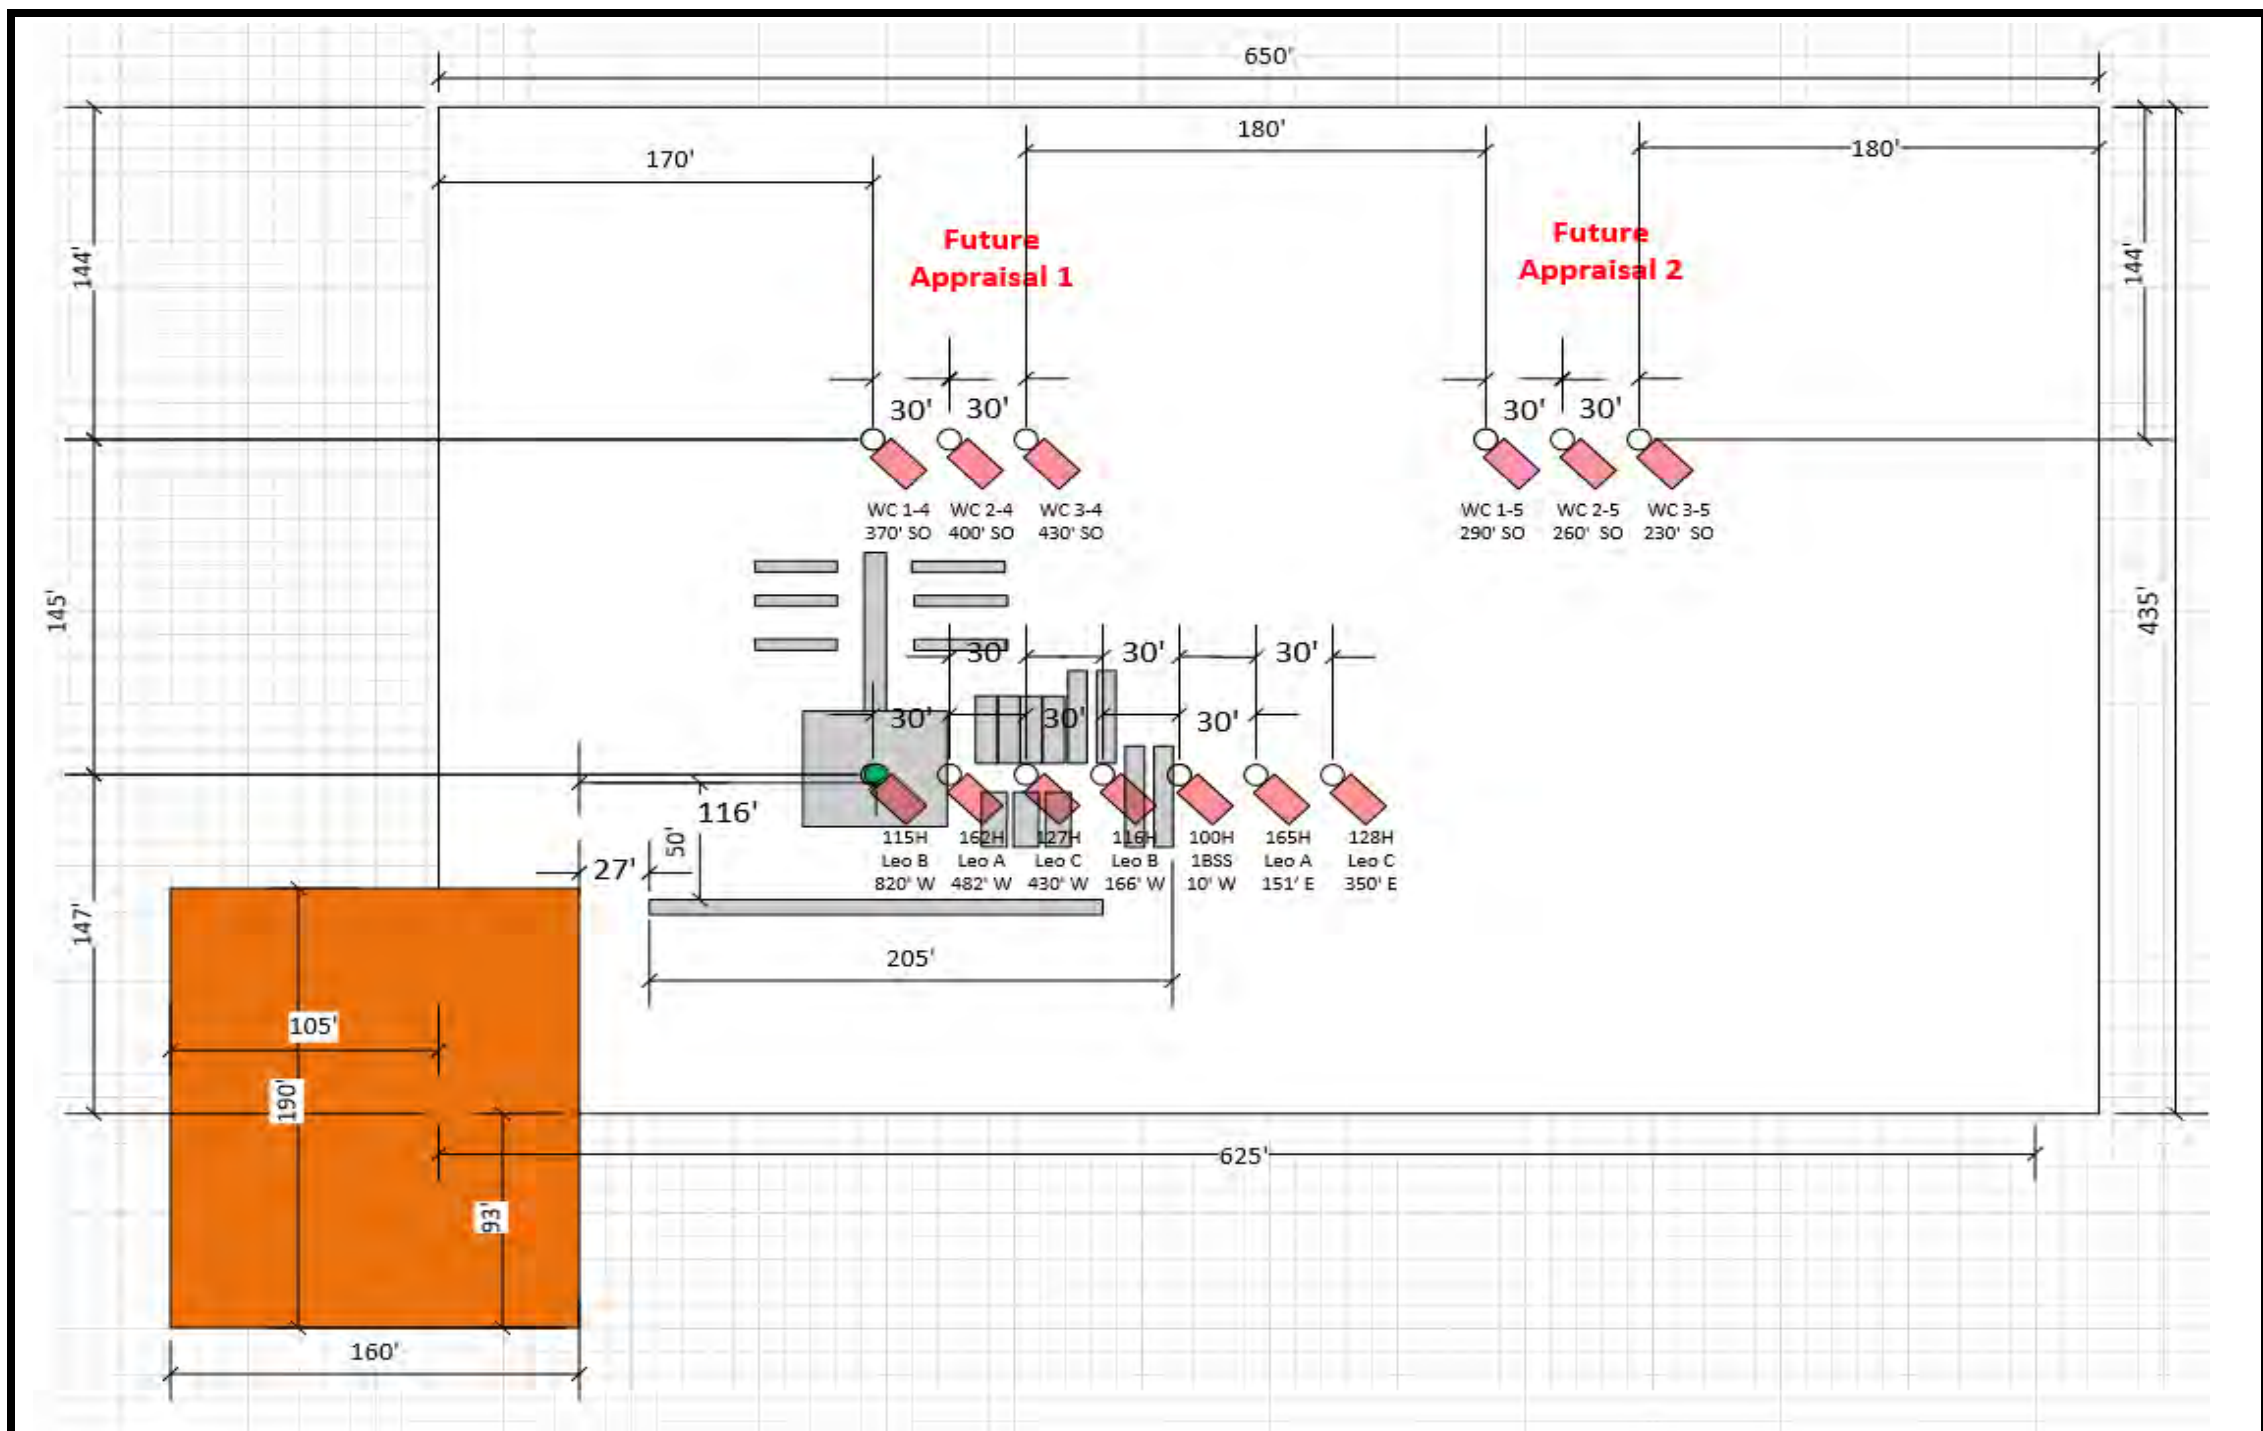 650'
180'
170'
180'
Future
Appraisal 1
Future
Appraisal 2
144'
144'
30' 30'
30' 30'
WC 1-4 WC 2-4 WC 3-4
370' SO 400' SO 430' SO
WC 1-5 WC 2-5 WC 3-5
290' SO 260' SO 230' SO
145'
435'
30' 30' 30'
30' 30' 30'
116'
50'
27'
115H 162H 127H 116H 100H 165H 128H
Leo B Leo A Leo C Leo B 1BSS Leo A Leo C
820' W 482' W 430' W 166' W 10' W 151' E 350' E
147'
205'
105'
190'
625'
93'
160'